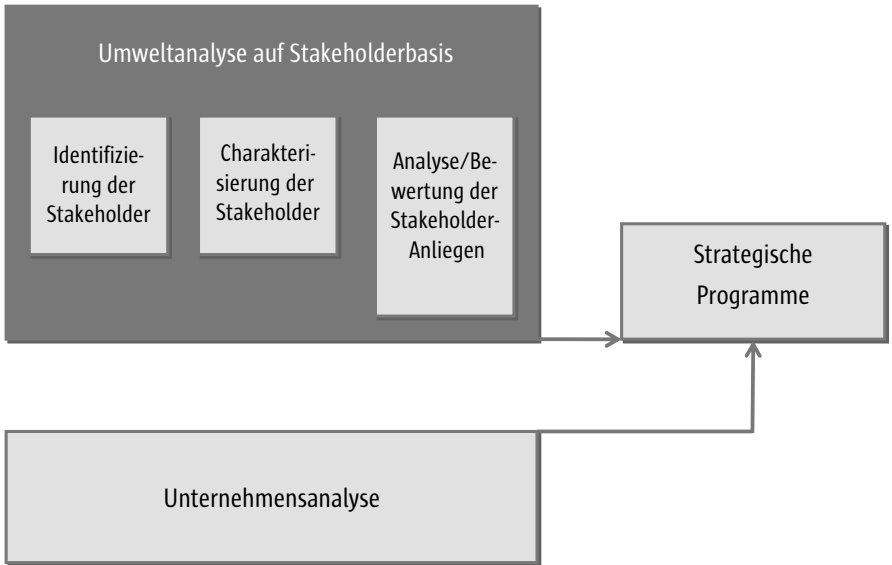 Umweltanalyse auf Stakeholderbasis
Identifizie-
rung der
Stakeholder
Charakteri-
sierung der
Stakeholder
Analyse/Be-
wertung der
Stakeholder-
Anliegen
Strategische
Programme
Unternehmensanalyse